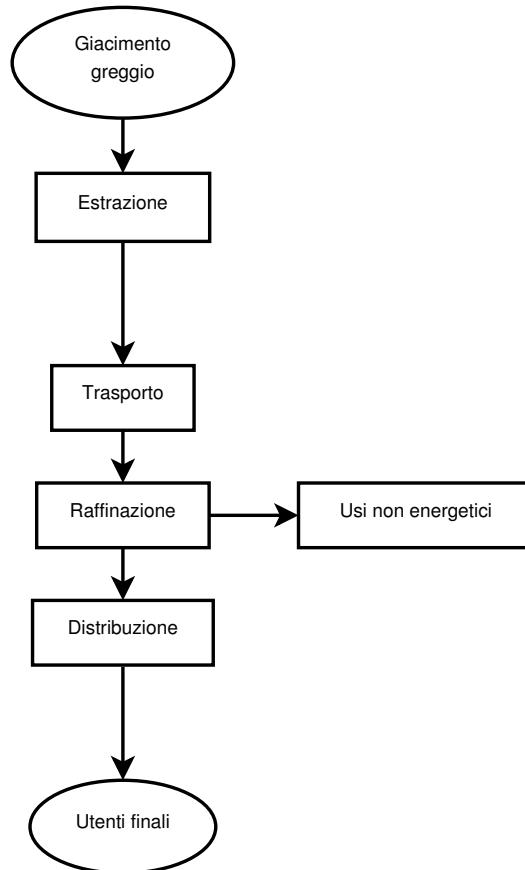 Giacimento
greggio
Estrazione
Trasporto
Raffinazione
Usi non energetici
Distribuzione
Utenti finali